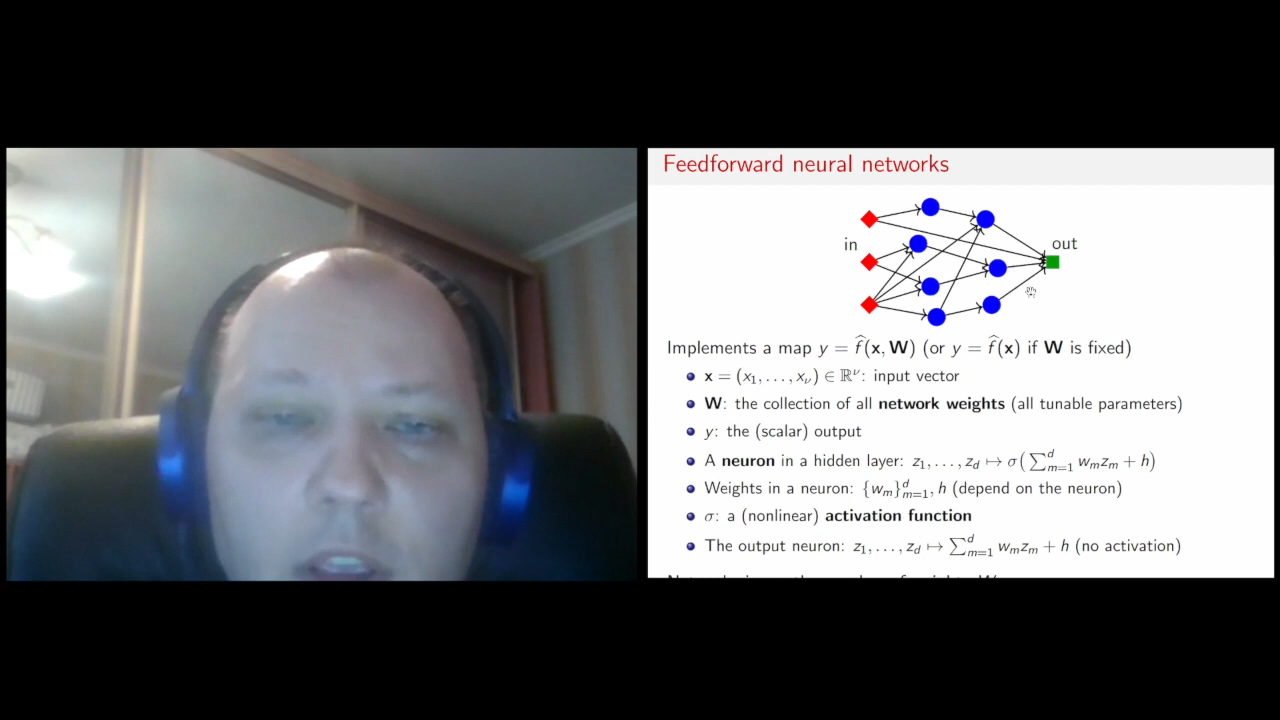 Feedforward neural networks
in
out
Implements a map y = f̂(x, W) (or y = f̂(x) if W is fixed)
x = (x₁, . . . , xᵥ) ∈ ℝᵛ: input vector
W: the collection of all network weights (all tunable parameters)
y: the (scalar) output
A neuron in a hidden layer: z₁, . . . , z_d ↦ σ(∑_{m=1}^d w_m z_m + h)
Weights in a neuron: {w_m}_{m=1}^d, h (depend on the neuron)
σ: a (nonlinear) activation function
The output neuron: z₁, . . . , z_d ↦ ∑_{m=1}^d w_m z_m + h (no activation)